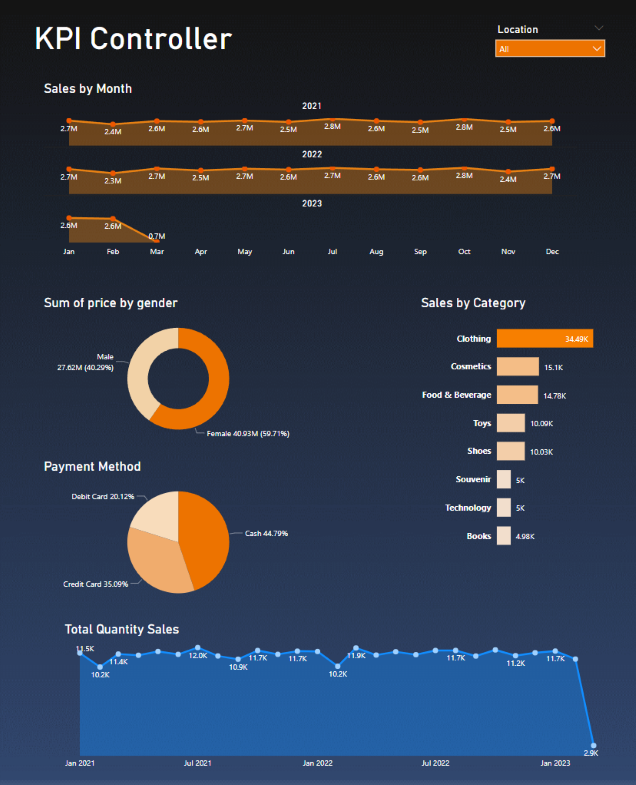 KPI Controller
Location
All
Sales by Month
2021
2.7M 2.4M 2.6M 2.6M 2.7M 2.5M 2.8M 2.6M 2.5M 2.8M 2.5M 2.6M
2022
2.7M 2.3M 2.7M 2.5M 2.7M 2.6M 2.7M 2.6M 2.6M 2.8M 2.4M 2.7M
2023
2.6M 2.6M 0.7M
Jan Feb Mar Apr May Jun Jul Aug Sep Oct Nov Dec
Sum of price by gender
Male
27.62M (40.29%)
Female 40.93M (59.71%)
Sales by Category
Clothing 34.49K
Cosmetics 15.1K
Food & Beverage 14.78K
Toys 10.09K
Shoes 10.03K
Souvenir 5K
Technology 5K
Books 4.98K
Payment Method
Debit Card 20.12%
Cash 44.79%
Credit Card 35.09%
Total Quantity Sales
11.5K 10.2K 11.4K 12.0K 10.9K 11.7K 11.7K 10.2K 11.9K 11.7K 11.2K 11.7K 2.9K
Jan 2021 Jul 2021 Jan 2022 Jul 2022 Jan 2023